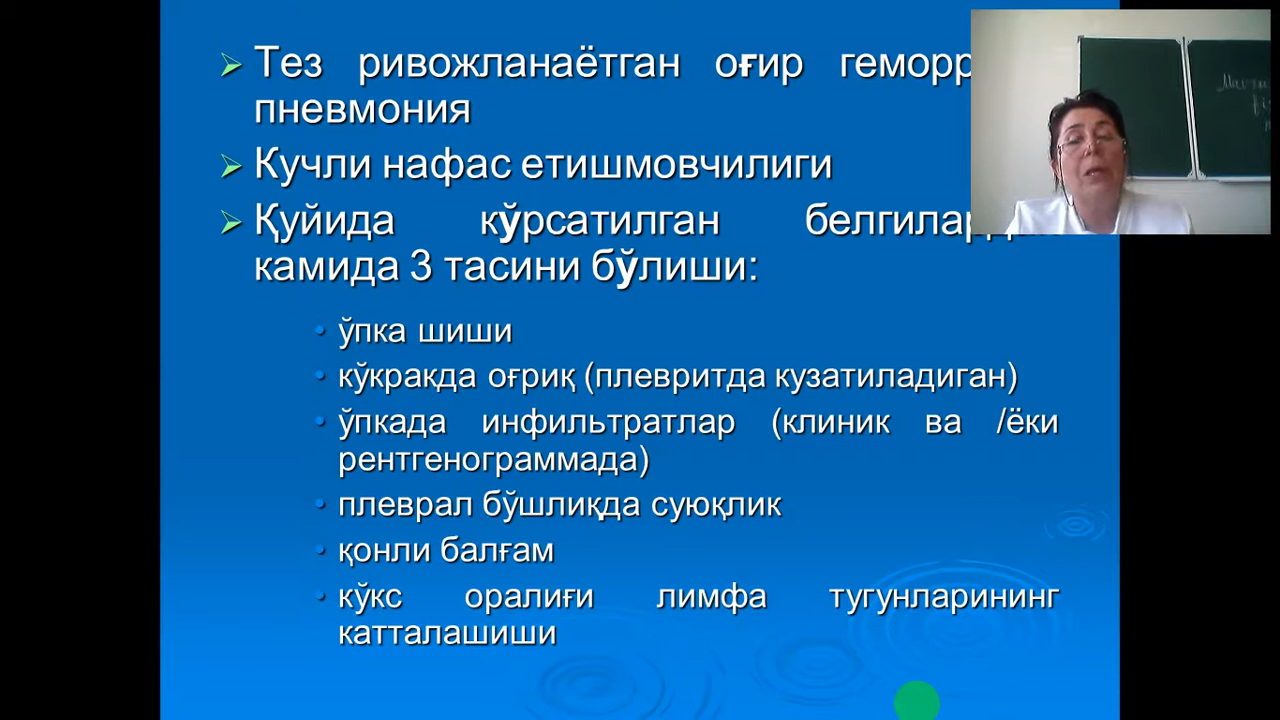 Тез ривожланаётган оғир
пневмония
Кучли нафас етишмовчилиги
Қуйида кўрсатилган
камида 3 тасини бўлиши:
ўпка шиши
кўкракда оғриқ (плевритда кузатиладиган)
ўпкада инфильтратлар (клиник ва /ёки
рентгенограммада)
плеврал бўшлиқда суюқлик
қонли балғам
кўкс оралиғи лимфа тугунларининг
катталашиши